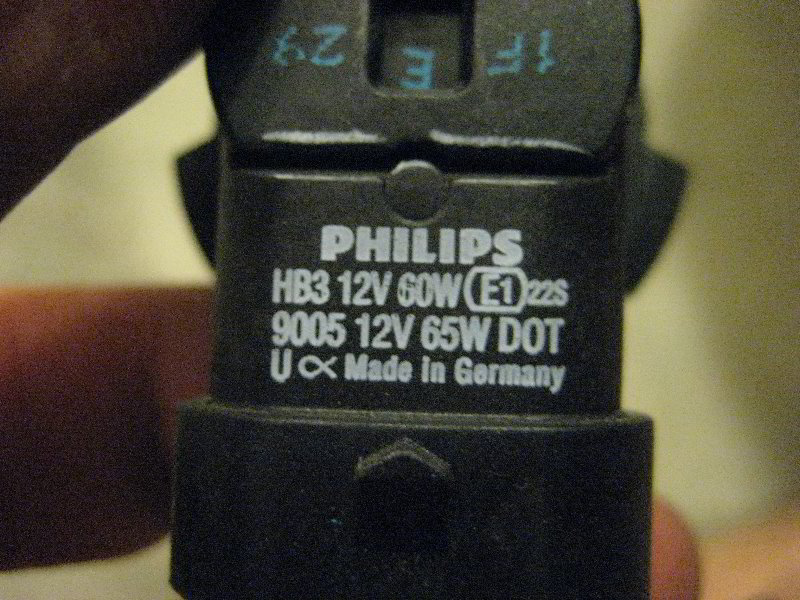 PHILIPS
HB3 12V 60W E1 22S
9005 12V 65W DOT
U ∝ Made in Germany